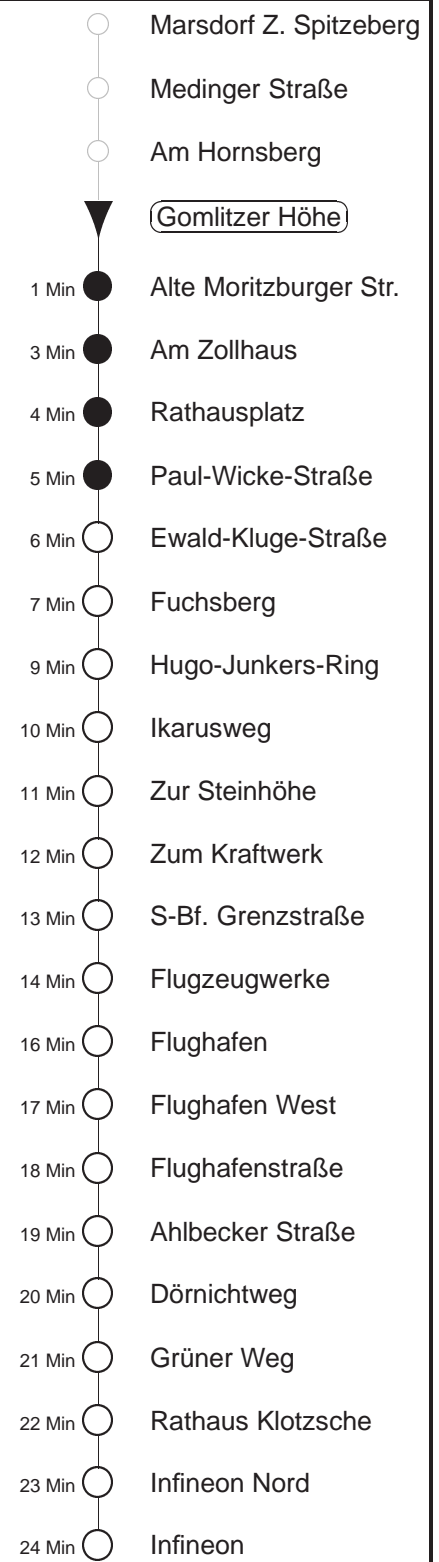 Marsdorf Z. Spitzeberg
Medinger Straße
Am Hornsberg
Gomlitzer Höhe
1 Min Alte Moritzburger Str.
3 Min Am Zollhaus
4 Min Rathausplatz
5 Min Paul-Wicke-Straße
6 Min Ewald-Kluge-Straße
7 Min Fuchsberg
9 Min Hugo-Junkers-Ring
10 Min Ikarusweg
11 Min Zur Steinhöhe
12 Min Zum Kraftwerk
13 Min S-Bf. Grenzstraße
14 Min Flugzeugwerke
16 Min Flughafen
17 Min Flughafen West
18 Min Flughafenstraße
19 Min Ahlbecker Straße
20 Min Dörnichtweg
21 Min Grüner Weg
22 Min Rathaus Klotzsche
23 Min Infineon Nord
24 Min Infineon